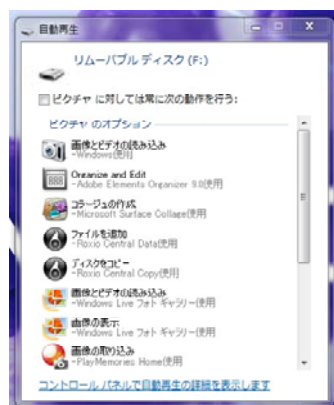 自動再生
リムーバブル ディスク (F:)
ピクチャ に対しては常に次の動作を行う:
ピクチャ のオプション
画像とビデオの読み込み
-Windows使用
Organize and Edit
-Adobe Elements Organizer 9.0使用
コラージュの作成
-Microsoft Surface Collage使用
ファイルを追加
-Roxio Central Data使用
ディスクをコピー
-Roxio Central Copy使用
画像とビデオの読み込み
-Windows Live フォト ギャラリー使用
画像の表示
-Windows Live フォト ギャラリー使用
画像の取り込み
-PlayMemories Home使用
コントロール パネルで自動再生の詳細を表示します